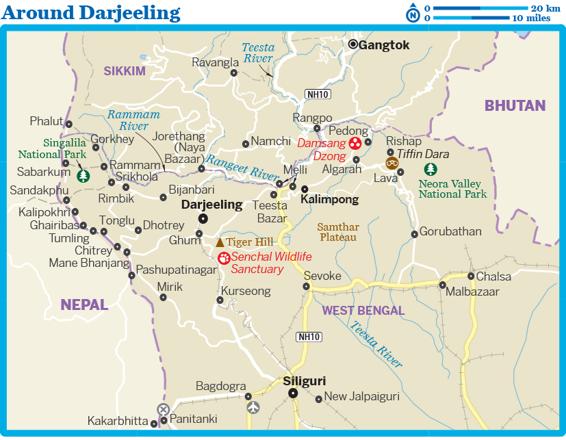 Around Darjeeling
N
0 20 km
0 10 miles
Gangtok
Teesta
River
Ravangla
SIKKIM
NH10
BHUTAN
Rammam
River
Rangpo
Phalut
Jorethang
(Naya
Bazaar)
Namchi
Pedong
Damsang
Dzong
Rishap
Tiffin Dara
Singalila
National Park
Gorkhey
Rangeet River
Algarah
Sabarkum
Rammam
Srikhola
Melli
Lava
Neora Valley
National Park
Sandakphu
Rimbik
Bijanbari
Teesta
Bazar
Kalimpong
Kalipokhri
Darjeeling
Ghairibas
Tonglu
Dhotrey
Samthar
Plateau
Gorubathan
Tumling
Ghum
Tiger Hill
Chitrey
Senchal Wildlife
Sanctuary
Mane Bhanjang
Pashupatinagar
Sevoke
Chalsa
Mirik
Kurseong
Malbazaar
NEPAL
WEST BENGAL
Teesta River
NH10
Siliguri
Bagdogra
New Jalpaiguri
Panitanki
Kakarbhitta